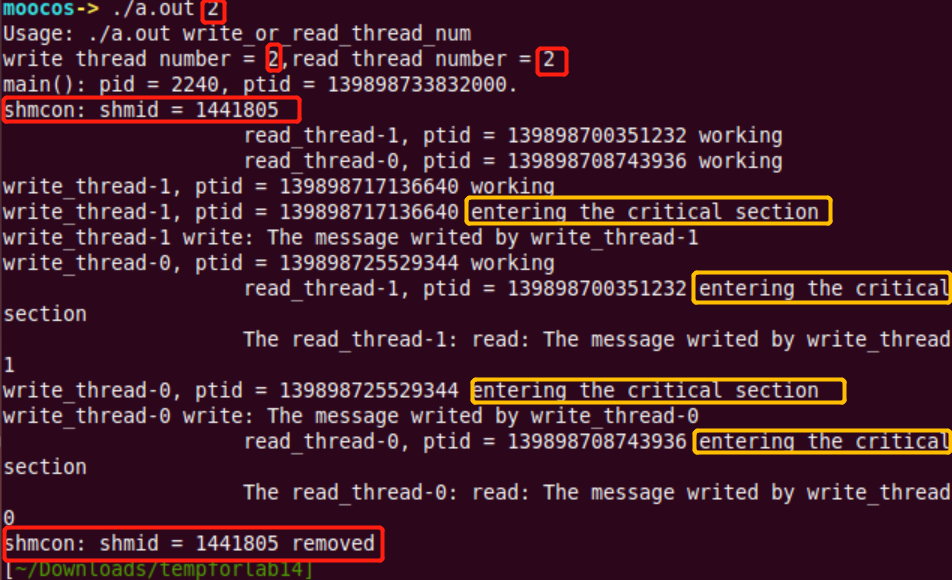 moocos-> ./a.out 2
Usage: ./a.out write_or_read_thread_num
write thread number = 2,read thread number = 2
main(): pid = 2240, ptid = 139898733832000.
shmcon: shmid = 1441805
read_thread-1, ptid = 139898700351232 working
read_thread-0, ptid = 139898708743936 working
write_thread-1, ptid = 139898717136640 working
write_thread-1, ptid = 139898717136640 entering the critical section
write_thread-1 write: The message writed by write_thread-1
write_thread-0, ptid = 139898725529344 working
read_thread-1, ptid = 139898700351232 entering the critical
section
The read_thread-1: read: The message writed by write_thread
1
write_thread-0, ptid = 139898725529344 entering the critical section
write_thread-0 write: The message writed by write_thread-0
read_thread-0, ptid = 139898708743936 entering the critical
section
The read_thread-0: read: The message writed by write_thread
0
shmcon: shmid = 1441805 removed
[~/Downloads/tempforlab14]